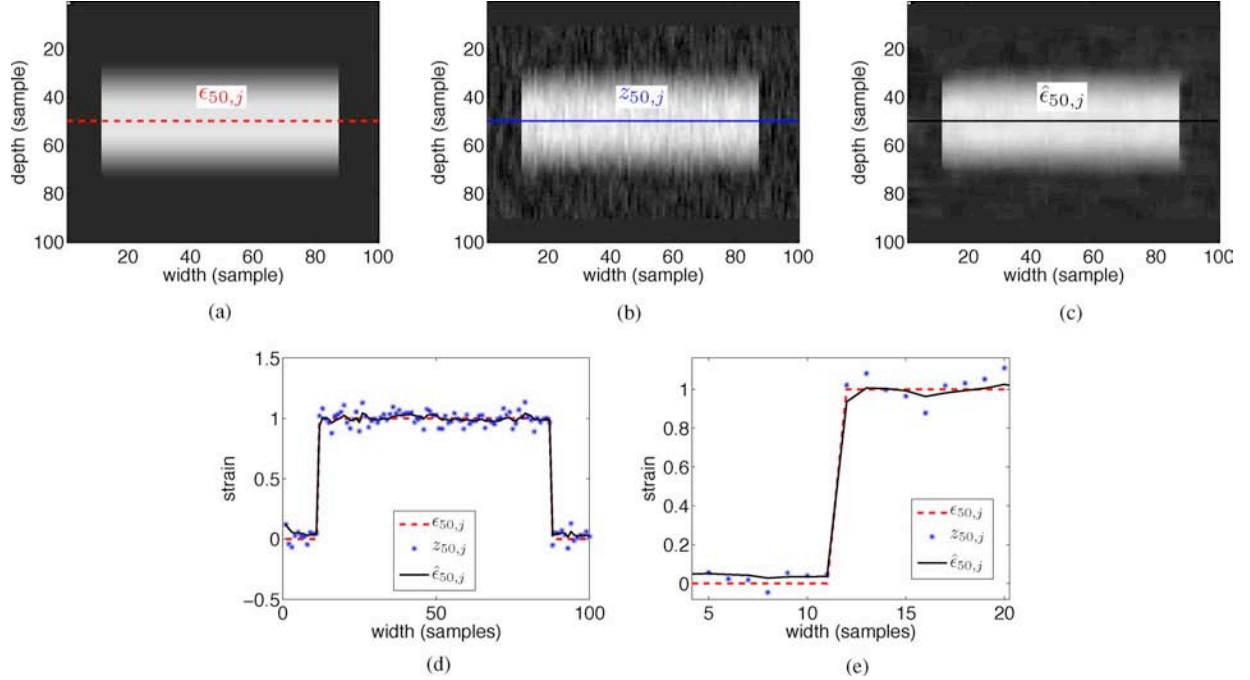 20
40
60
80
100
depth (sample)
20 40 60 80 100
width (sample)
ϵ50,j
(a)
20
40
60
80
100
depth (sample)
20 40 60 80 100
width (sample)
z50,j
(b)
20
40
60
80
100
depth (sample)
20 40 60 80 100
width (sample)
ϵ̂50,j
(c)
1.5
1
0.5
0
−0.5
strain
0 50 100
width (samples)
ϵ50,j
z50,j
ϵ̂50,j
(d)
1
0.8
0.6
0.4
0.2
0
strain
5 10 15 20
width (samples)
ϵ50,j
z50,j
ϵ̂50,j
(e)